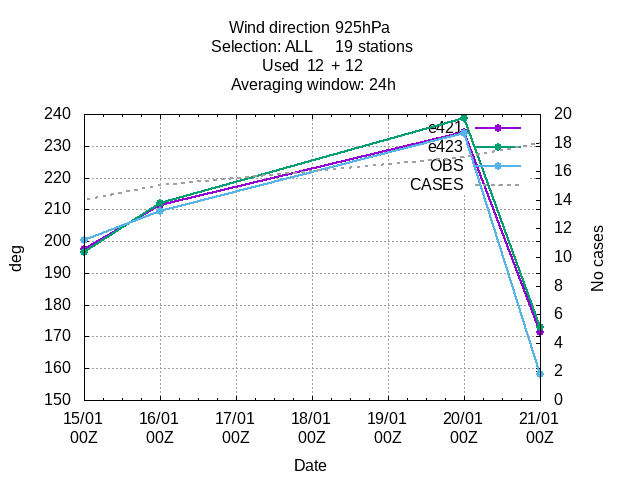 Wind direction 925hPa
Selection: ALL 19 stations
Used 12 + 12
Averaging window: 24h
240 20
230 18
220 16
210 14
200 12
190 10
180 8
170 6
160 4
150 2
0
e421
e423
OBS
CASES
deg
No cases
15/01 16/01 17/01 18/01 19/01 20/01 21/01
00Z 00Z 00Z 00Z 00Z 00Z 00Z
Date